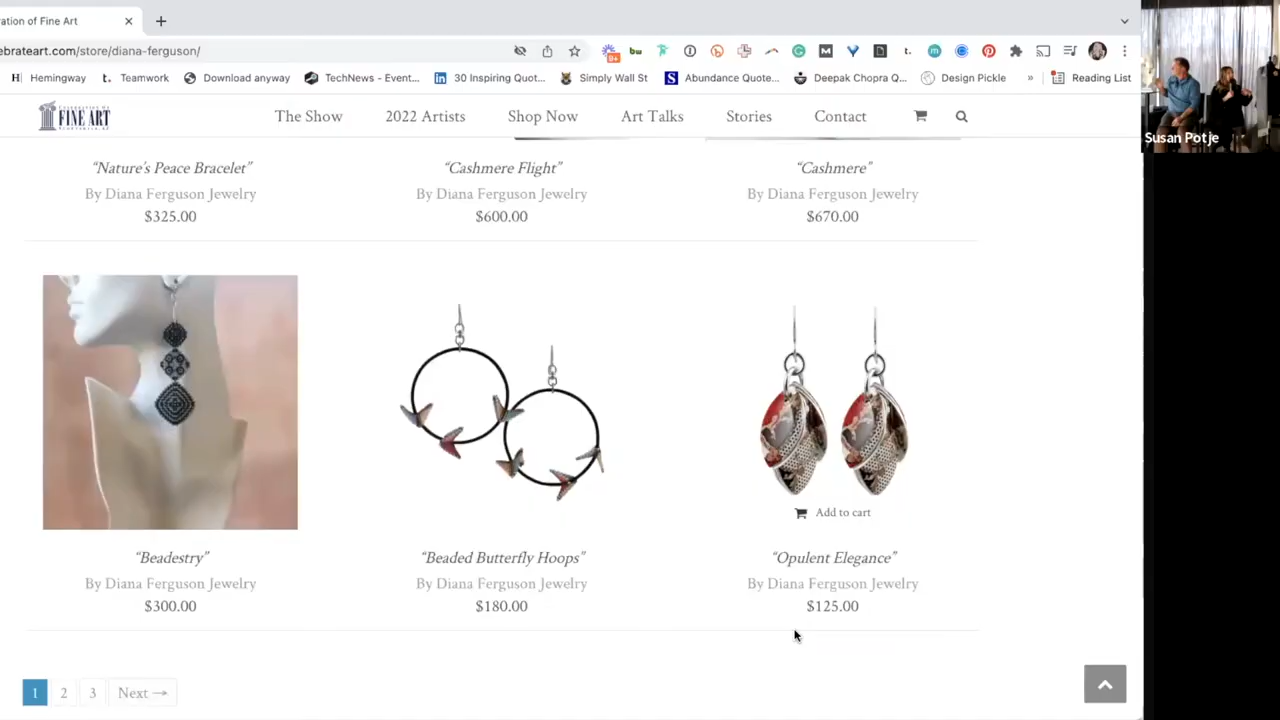 ation of Fine Art
ebrateart.com/store/diana-ferguson/
9+
bw
M
t.
m
H Hemingway
t. Teamwork
Download anyway
TechNews - Event...
in 30 Inspiring Quot...
Simply Wall St
S Abundance Quote...
Deepak Chopra Q...
Design Pickle
»
Reading List
FINE ART
The Show
2022 Artists
Shop Now
Art Talks
Stories
Contact
Susan Potje
“Nature’s Peace Bracelet”
By Diana Ferguson Jewelry
$325.00
“Cashmere Flight”
By Diana Ferguson Jewelry
$600.00
“Cashmere”
By Diana Ferguson Jewelry
$670.00
“Beadestry”
By Diana Ferguson Jewelry
$300.00
“Beaded Butterfly Hoops”
By Diana Ferguson Jewelry
$180.00
Add to cart
“Opulent Elegance”
By Diana Ferguson Jewelry
$125.00
1 2 3 Next →